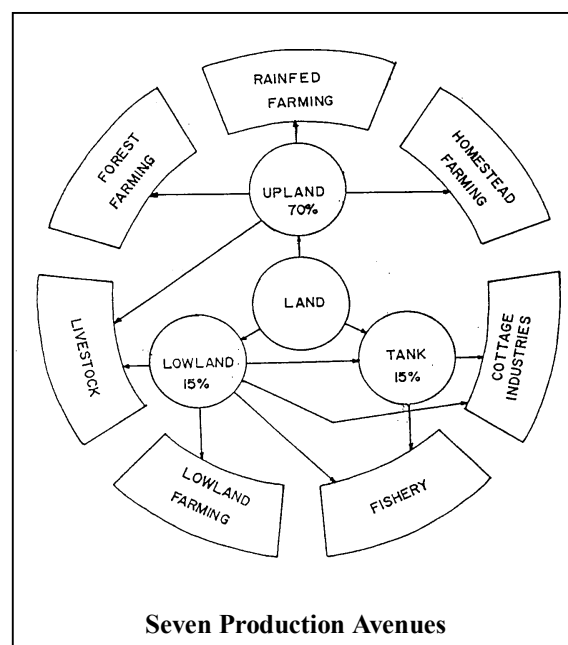 RAINFED
FARMING
FOREST
FARMING
HOMESTEAD
FARMING
UPLAND
70%
LAND
LIVESTOCK
LOWLAND
15%
TANK
15%
COTTAGE
INDUSTRIES
LOWLAND
FARMING
FISHERY
Seven Production Avenues